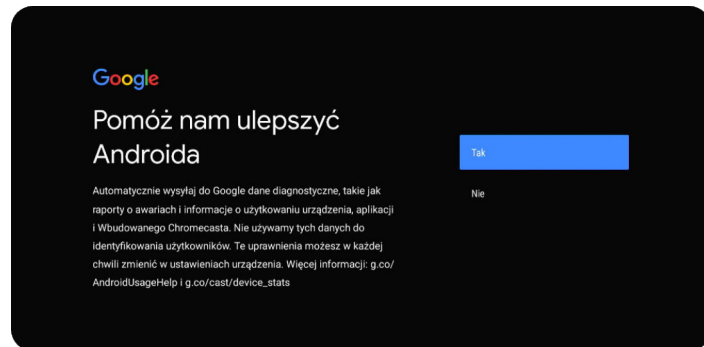 Google
Pomóż nam ulepszyć
Androida
Automatycznie wysyłaj do Google dane diagnostyczne, takie jak
raporty o awariach i informacje o użytkowaniu urządzenia, aplikacji
i Wbudowanego Chromecasta. Nie używamy tych danych do
identyfikowania użytkowników. Te uprawnienia możesz w każdej
chwili zmienić w ustawieniach urządzenia. Więcej informacji: g.co/
AndroidUsageHelp i g.co/cast/device_stats
Tak
Nie